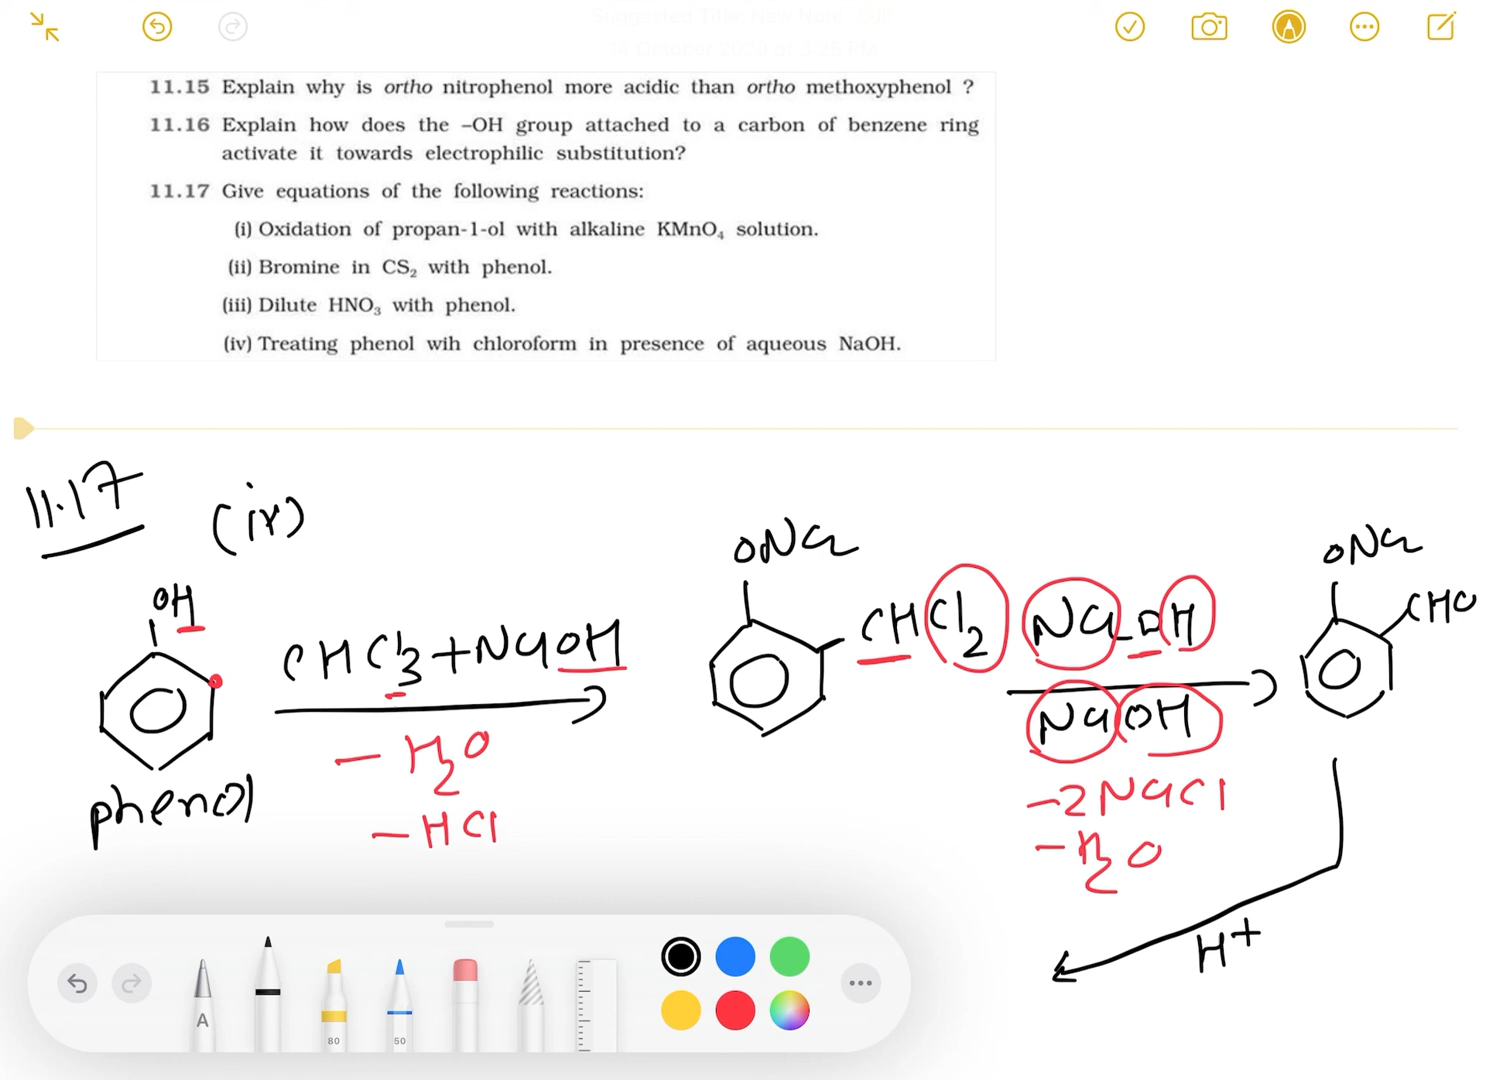 11.15 Explain why is ortho nitrophenol more acidic than ortho methoxyphenol ?
11.16 Explain how does the –OH group attached to a carbon of benzene ring
activate it towards electrophilic substitution?
11.17 Give equations of the following reactions:
(i) Oxidation of propan-1-ol with alkaline KMnO₄ solution.
(ii) Bromine in CS₂ with phenol.
(iii) Dilute HNO₃ with phenol.
(iv) Treating phenol wih chloroform in presence of aqueous NaOH.
11.17 (iv)
OH
phenol
CHCl₃+NaOH
– H₂O
– HCl
ONa
CHCl₂
NaOH
NaOH
–2NaCl
–H₂O
ONa
CHO
H+
A
80
50